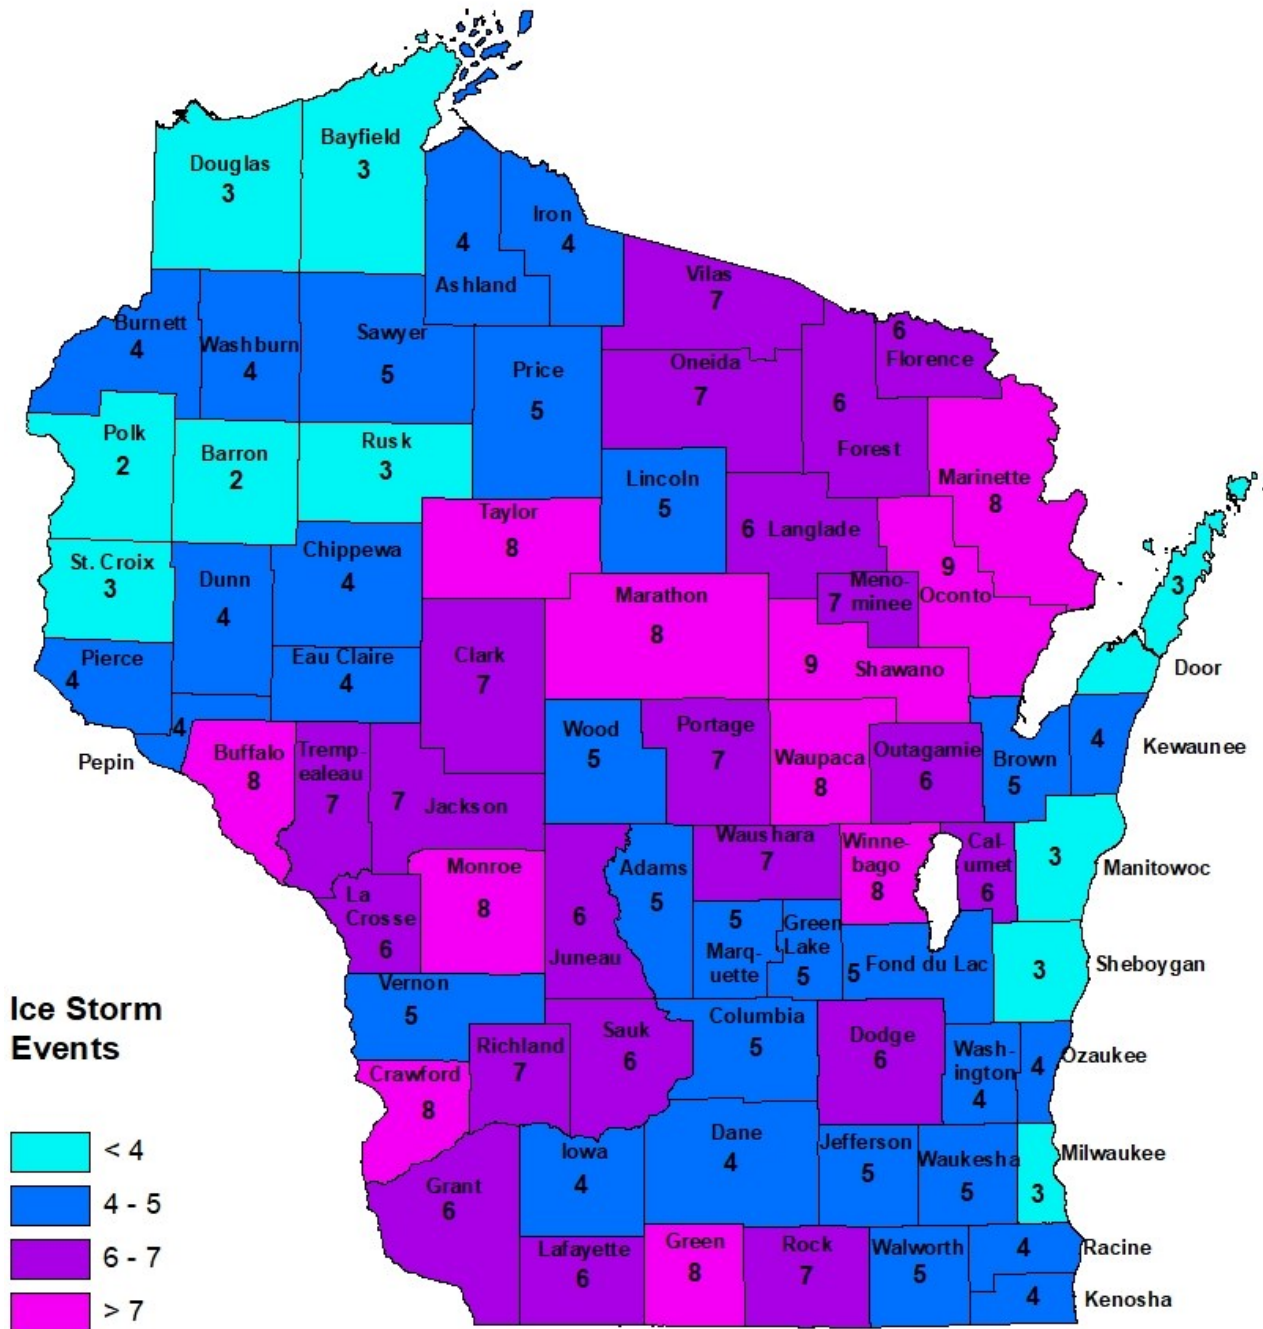 Bayfield
3
Douglas
3
Iron
4
4
Ashland
Vilas
7
Burnett
4
Washburn
4
Sawyer
5
Price
5
Oneida
7
6
Florence
6
Forest
Polk
2
Barron
2
Rusk
3
Lincoln
5
Marinette
8
Taylor
8
6 Langlade
St. Croix
3
Dunn
4
Chippewa
4
Marathon
8
Meno-
7 minee
9
Oconto
3
Door
Pierce
4
Eau Claire
4
Clark
7
9
Shawano
4
Pepin
Buffalo
8
Tremp-
ealeau
7
7 Jackson
Wood
5
Portage
7
Waupaca
8
Outagamie
6
Brown
5
4
Kewaunee
Monroe
8
La
Crosse
6
6
Juneau
Adams
5
Waushara
7
Winne-
bago
8
Cal-
umet
6
3
Manitowoc
5
Marq-
uette
Green
Lake
5
5 Fond du Lac
3
Sheboygan
Vernon
5
Richland
7
Sauk
6
Columbia
5
Dodge
6
Wash-
ington
4
4
Ozaukee
Crawford
8
Grant
6
Iowa
4
Dane
4
Jefferson
5
Waukesha
5
Milwaukee
3
Lafayette
6
Green
8
Rock
7
Walworth
5
4
Racine
4
Kenosha
Ice Storm
Events
< 4
4 - 5
6 - 7
> 7